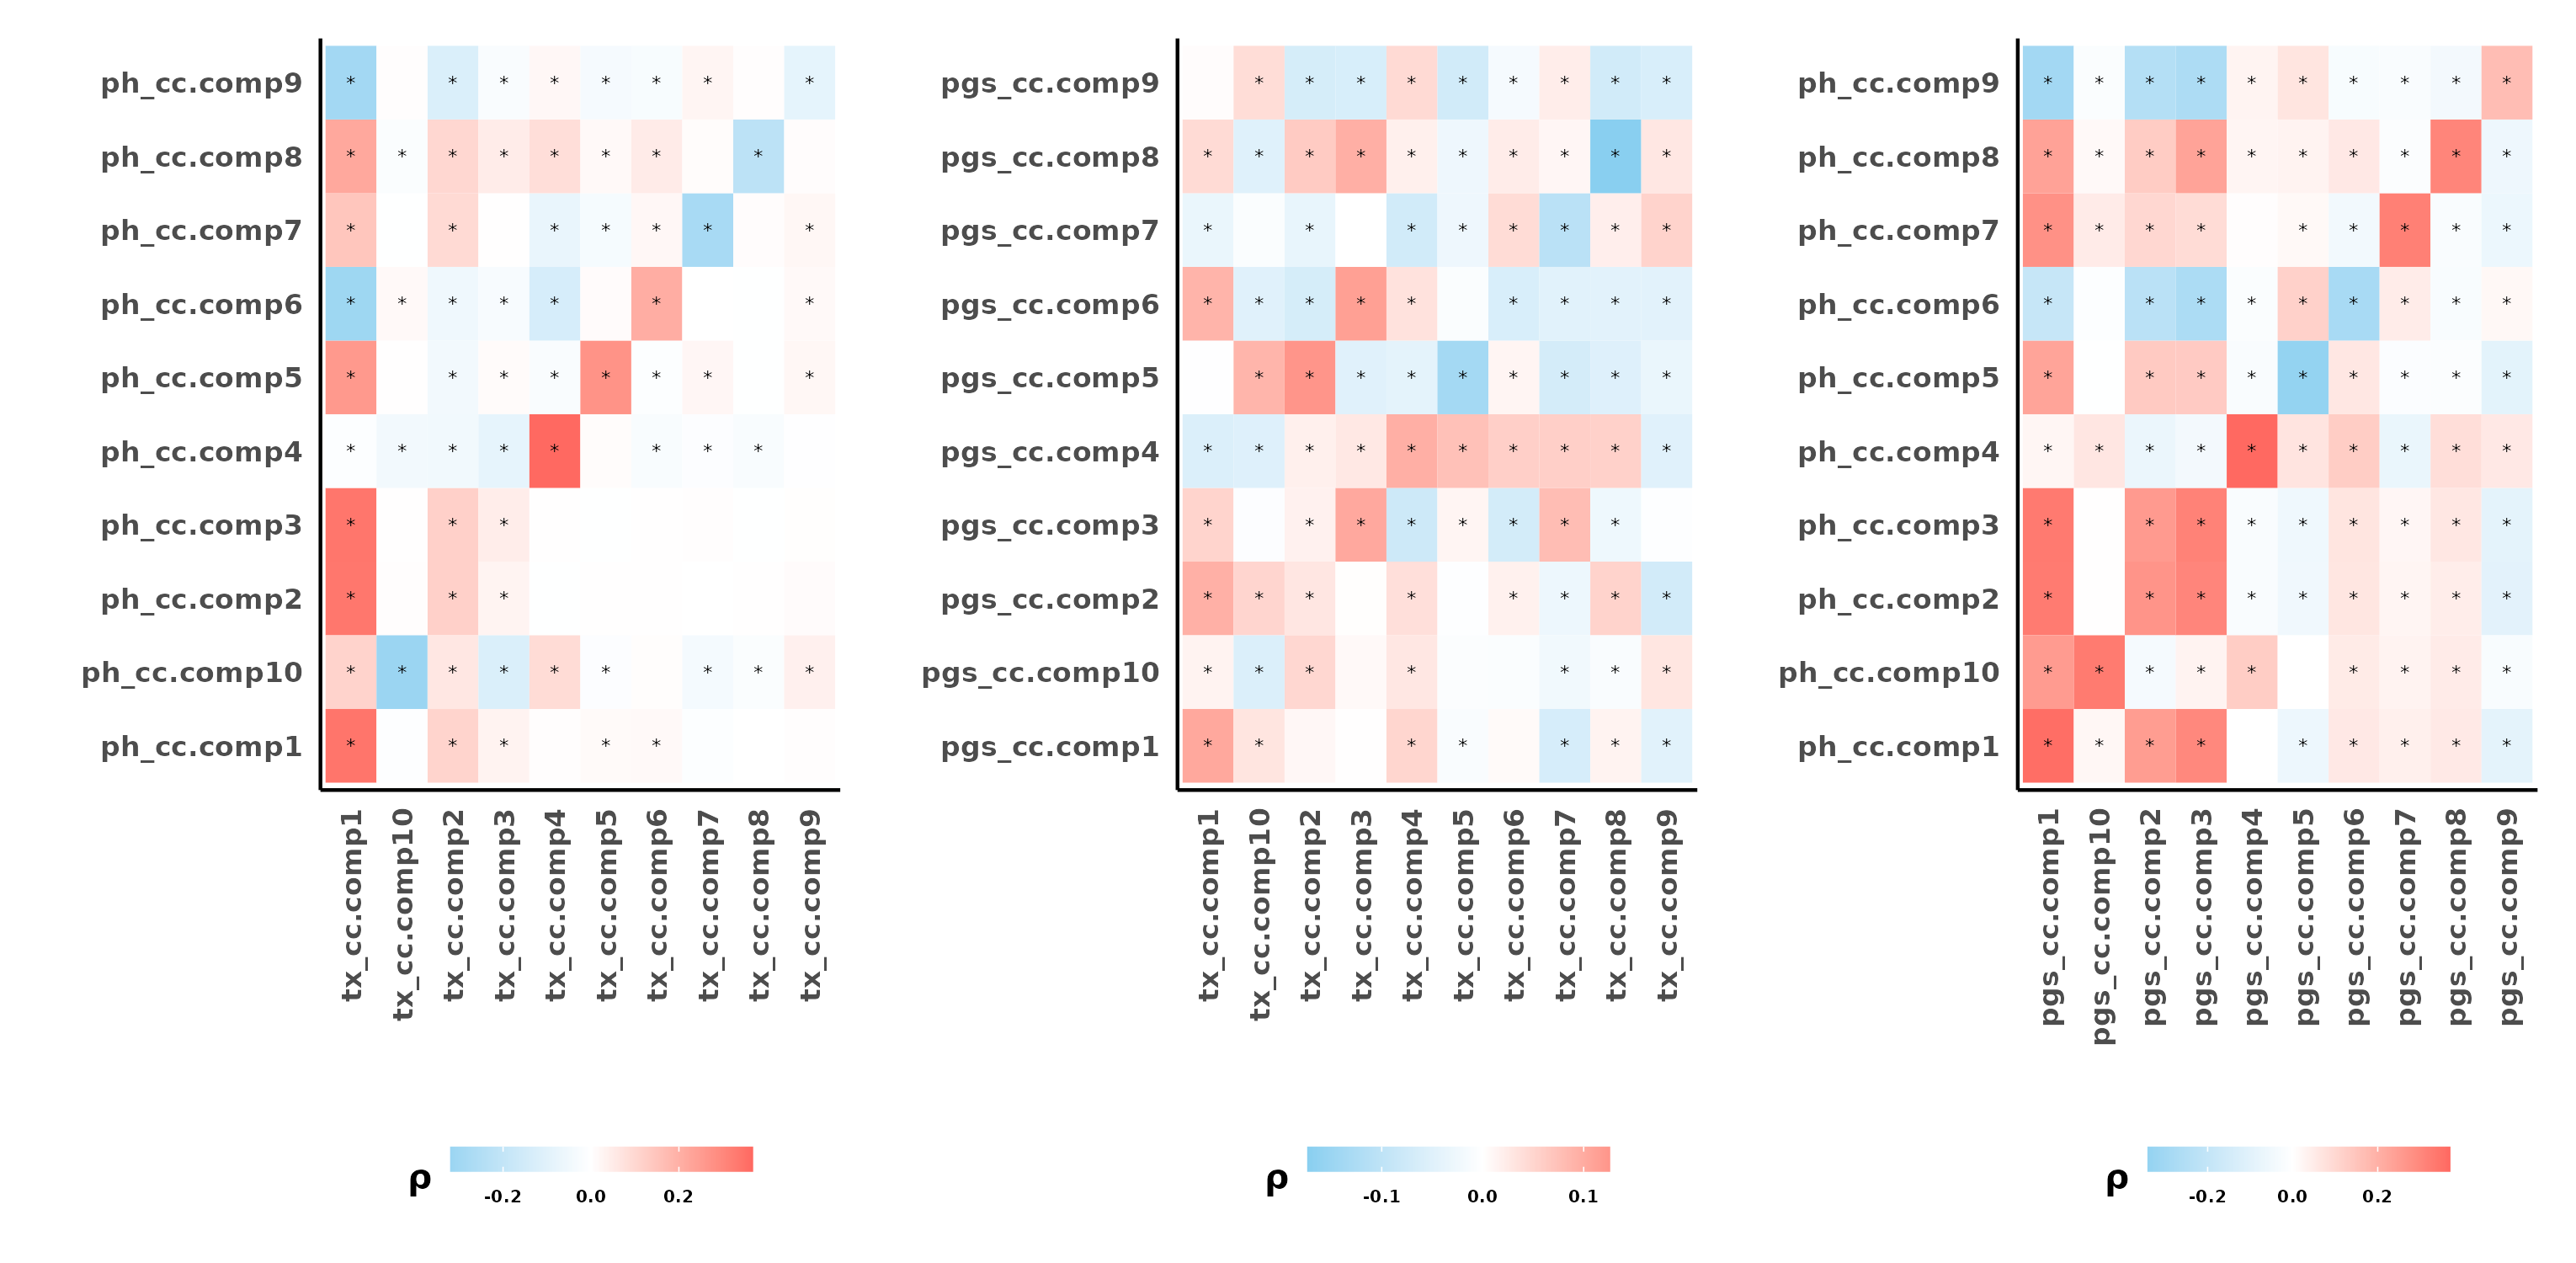 ph_cc.comp9
ph_cc.comp8
ph_cc.comp7
ph_cc.comp6
ph_cc.comp5
ph_cc.comp4
ph_cc.comp3
ph_cc.comp2
ph_cc.comp10
ph_cc.comp1
tx_cc.comp1
tx_cc.comp10
tx_cc.comp2
tx_cc.comp3
tx_cc.comp4
tx_cc.comp5
tx_cc.comp6
tx_cc.comp7
tx_cc.comp8
tx_cc.comp9
ρ
-0.2 0.0 0.2
pgs_cc.comp9
pgs_cc.comp8
pgs_cc.comp7
pgs_cc.comp6
pgs_cc.comp5
pgs_cc.comp4
pgs_cc.comp3
pgs_cc.comp2
pgs_cc.comp10
pgs_cc.comp1
tx_cc.comp1
tx_cc.comp10
tx_cc.comp2
tx_cc.comp3
tx_cc.comp4
tx_cc.comp5
tx_cc.comp6
tx_cc.comp7
tx_cc.comp8
tx_cc.comp9
ρ
-0.1 0.0 0.1
ph_cc.comp9
ph_cc.comp8
ph_cc.comp7
ph_cc.comp6
ph_cc.comp5
ph_cc.comp4
ph_cc.comp3
ph_cc.comp2
ph_cc.comp10
ph_cc.comp1
pgs_cc.comp1
pgs_cc.comp10
pgs_cc.comp2
pgs_cc.comp3
pgs_cc.comp4
pgs_cc.comp5
pgs_cc.comp6
pgs_cc.comp7
pgs_cc.comp8
pgs_cc.comp9
ρ
-0.2 0.0 0.2